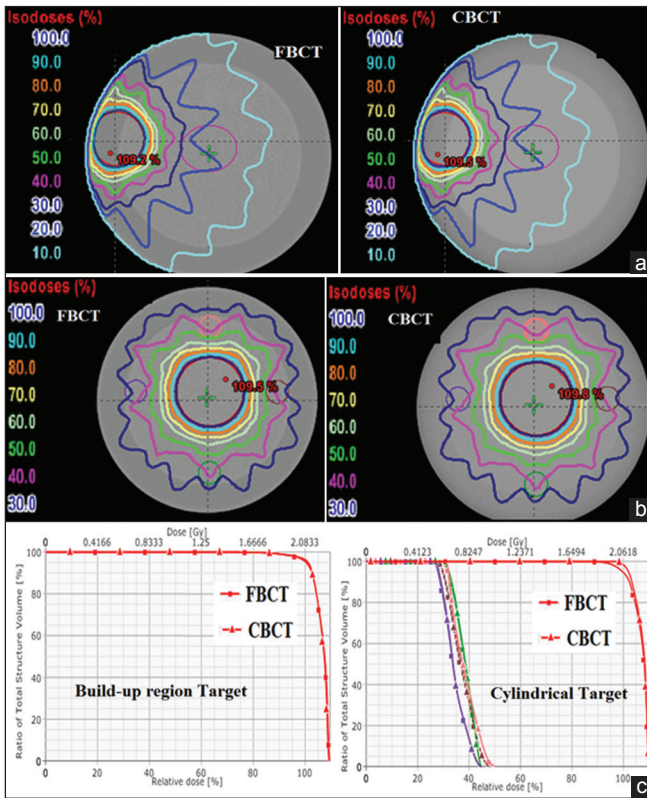 Isodoses (%)
100.0
90.0
80.0
70.0
60.0
50.0
40.0
30.0
20.0
10.0
FBCT
109.2 %
Isodoses (%)
100.0
90.0
80.0
70.0
60.0
50.0
40.0
30.0
20.0
10.0
CBCT
109.5 %
a
Isodoses (%)
100.0
90.0
80.0
70.0
60.0
50.0
40.0
30.0
FBCT
109.5 %
Isodoses (%)
100.0
90.0
80.0
70.0
60.0
50.0
40.0
30.0
CBCT
109.8 %
b
Dose [Gy]
0 0.4166 0.8333 1.25 1.6666 2.0833
Ratio of Total Structure Volume [%]
100
80
60
40
20
0
FBCT
CBCT
Build-up region Target
0 20 40 60 80 100
Relative dose [%]
Dose [Gy]
0 0.4123 0.8247 1.2371 1.6494 2.0618
Ratio of Total Structure Volume [%]
100
80
60
40
20
0
FBCT
CBCT
Cylindrical Target
0 20 40 60 80 100
Relative dose [%]
c